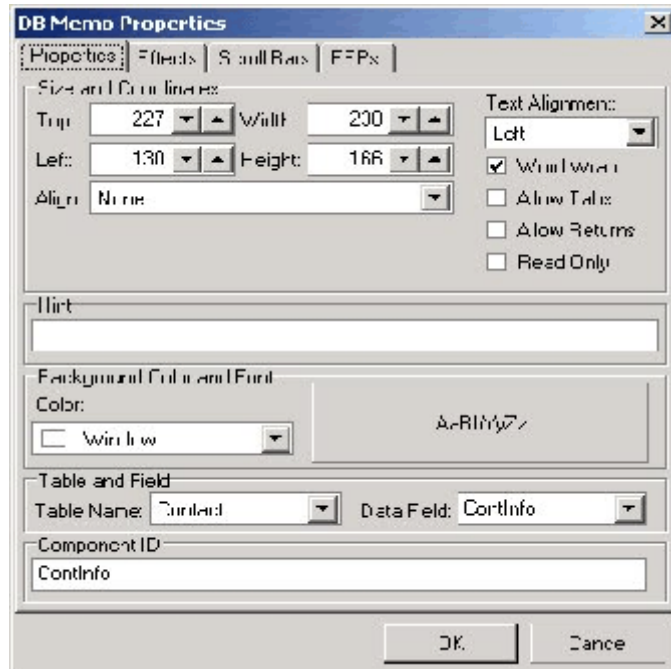 DB Memo Properties
Properties Effects Scroll Bars
Size and Coordinates
Top: 227 Width: 200 Text Alignment:
Left: 130 Height: 166 Left
Align: None Word Wrap
Allow Tabs
Allow Returns
Read Only
Hint
Background Color and Font
Color:
Window AaBbYyZz
Table and Field
Table Name: Contact Data Field: ContInfo
Component ID
ContInfo
OK Cancel